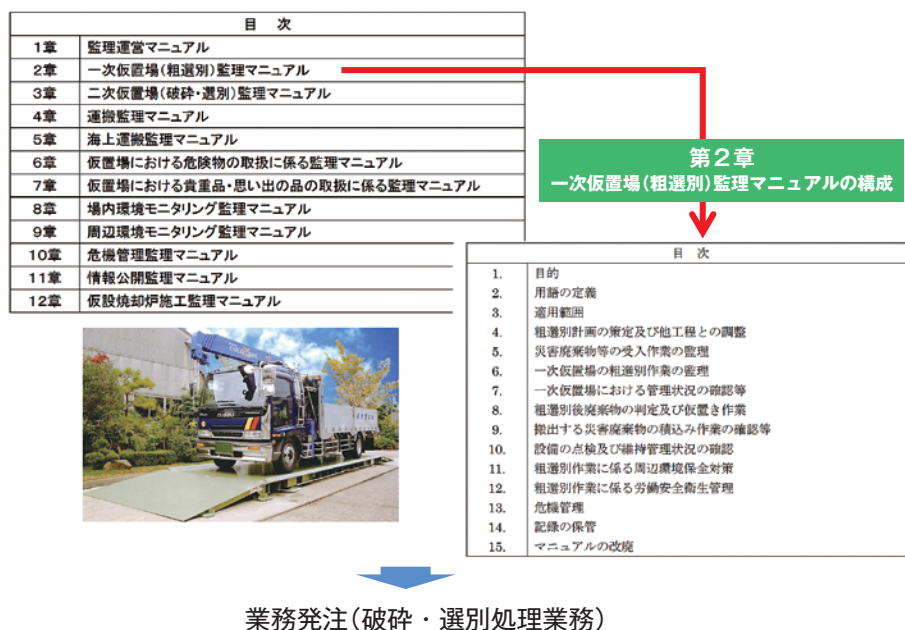 目 次
1章 監理運営マニュアル
2章 一次仮置場(粗選別)監理マニュアル
3章 二次仮置場(破砕・選別)監理マニュアル
4章 運搬監理マニュアル
5章 海上運搬監理マニュアル
6章 仮置場における危険物の取扱に係る監理マニュアル
7章 仮置場における貴重品・思い出の品の取扱に係る監理マニュアル
8章 場内環境モニタリング監理マニュアル
9章 周辺環境モニタリング監理マニュアル
10章 危機管理監理マニュアル
11章 情報公開監理マニュアル
12章 仮設焼却炉施工監理マニュアル
第2章
一次仮置場(粗選別)監理マニュアルの構成
目 次
1. 目的
2. 用語の定義
3. 適用範囲
4. 粗選別計画の策定及び他工程との調整
5. 災害廃棄物等の受入作業の監理
6. 一次仮置場の粗選別作業の監理
7. 一次仮置場における管理状況の確認等
8. 粗選別後廃棄物の判定及び仮置き作業
9. 搬出する災害廃棄物の積込み作業の確認等
10. 設備の点検及び維持管理状況の確認
11. 粗選別作業に係る周辺環境保全対策
12. 粗選別作業に係る労働安全衛生管理
13. 危機管理
14. 記録の保管
15. マニュアルの改廃
業務発注(破砕・選別処理業務)